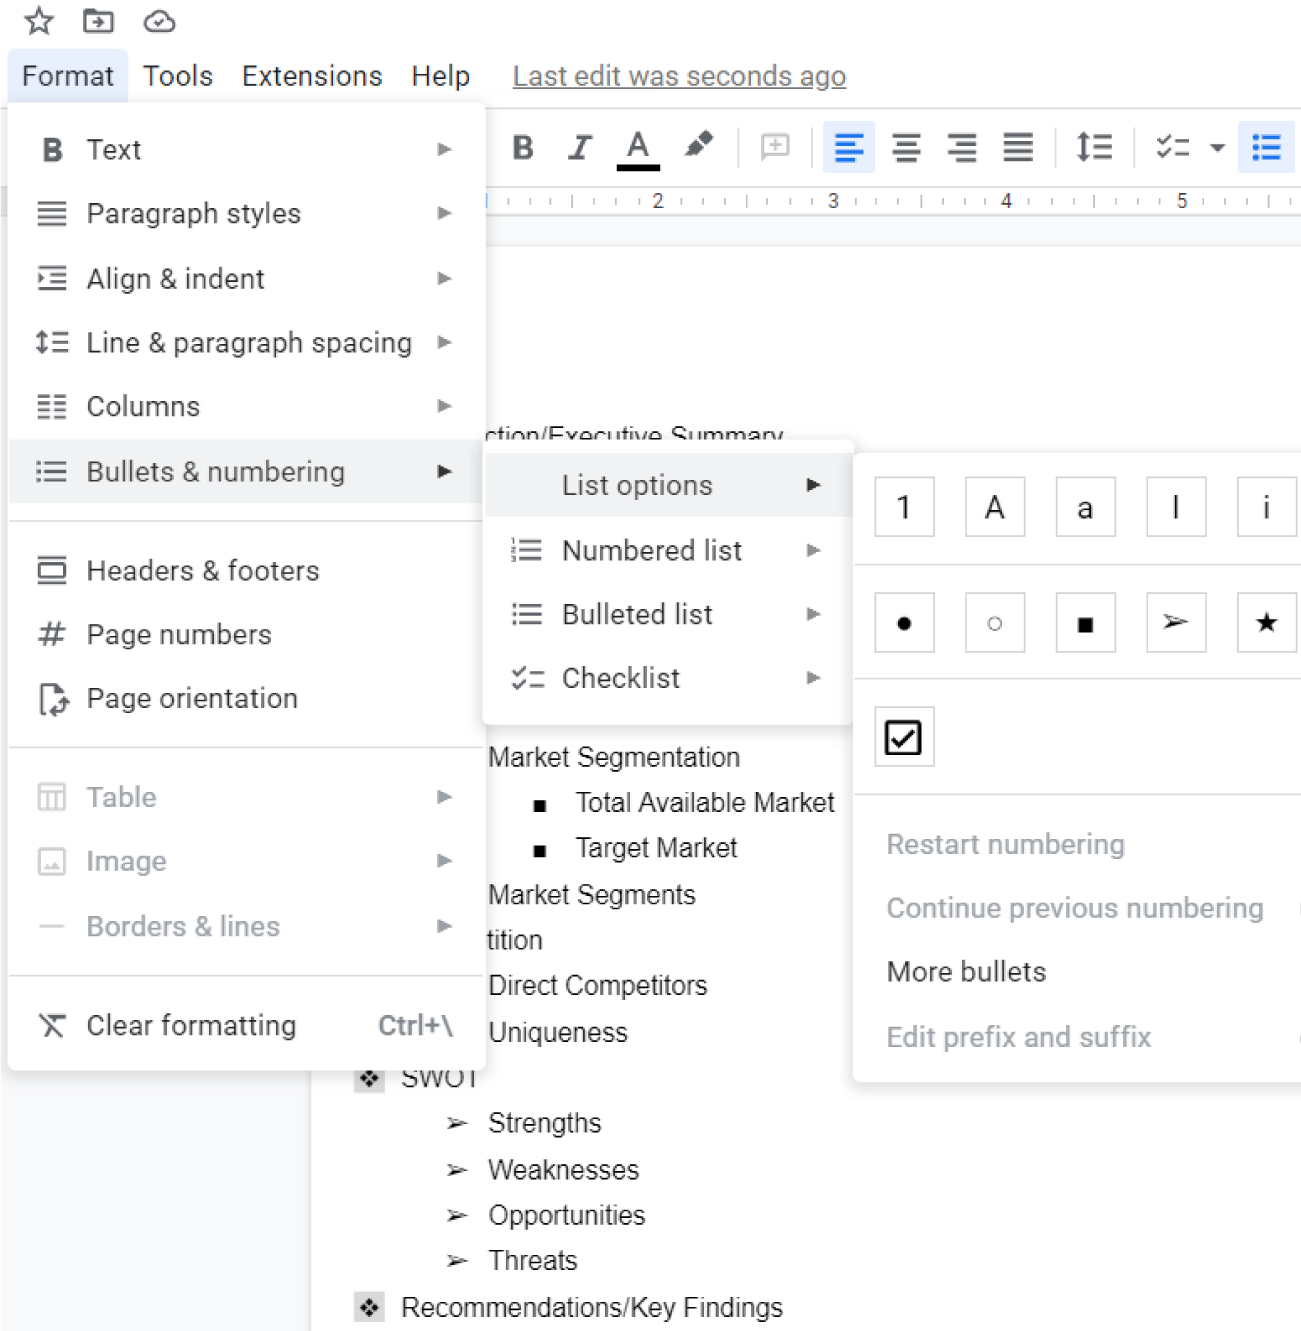 Format Tools Extensions Help Last edit was seconds ago
B I A
2 3 4 5
B Text
Paragraph styles
Align & indent
Line & paragraph spacing
Columns
Bullets & numbering
Headers & footers
# Page numbers
Page orientation
Table
Image
Borders & lines
Clear formatting Ctrl+\
ction/Executive Summary
List options
Numbered list
Bulleted list
Checklist
1 A a I i
Restart numbering
Continue previous numbering
More bullets
Edit prefix and suffix
Market Segmentation
■ Total Available Market
■ Target Market
Market Segments
tition
Direct Competitors
Uniqueness
❖ SWOT
➢ Strengths
➢ Weaknesses
➢ Opportunities
➢ Threats
❖ Recommendations/Key Findings